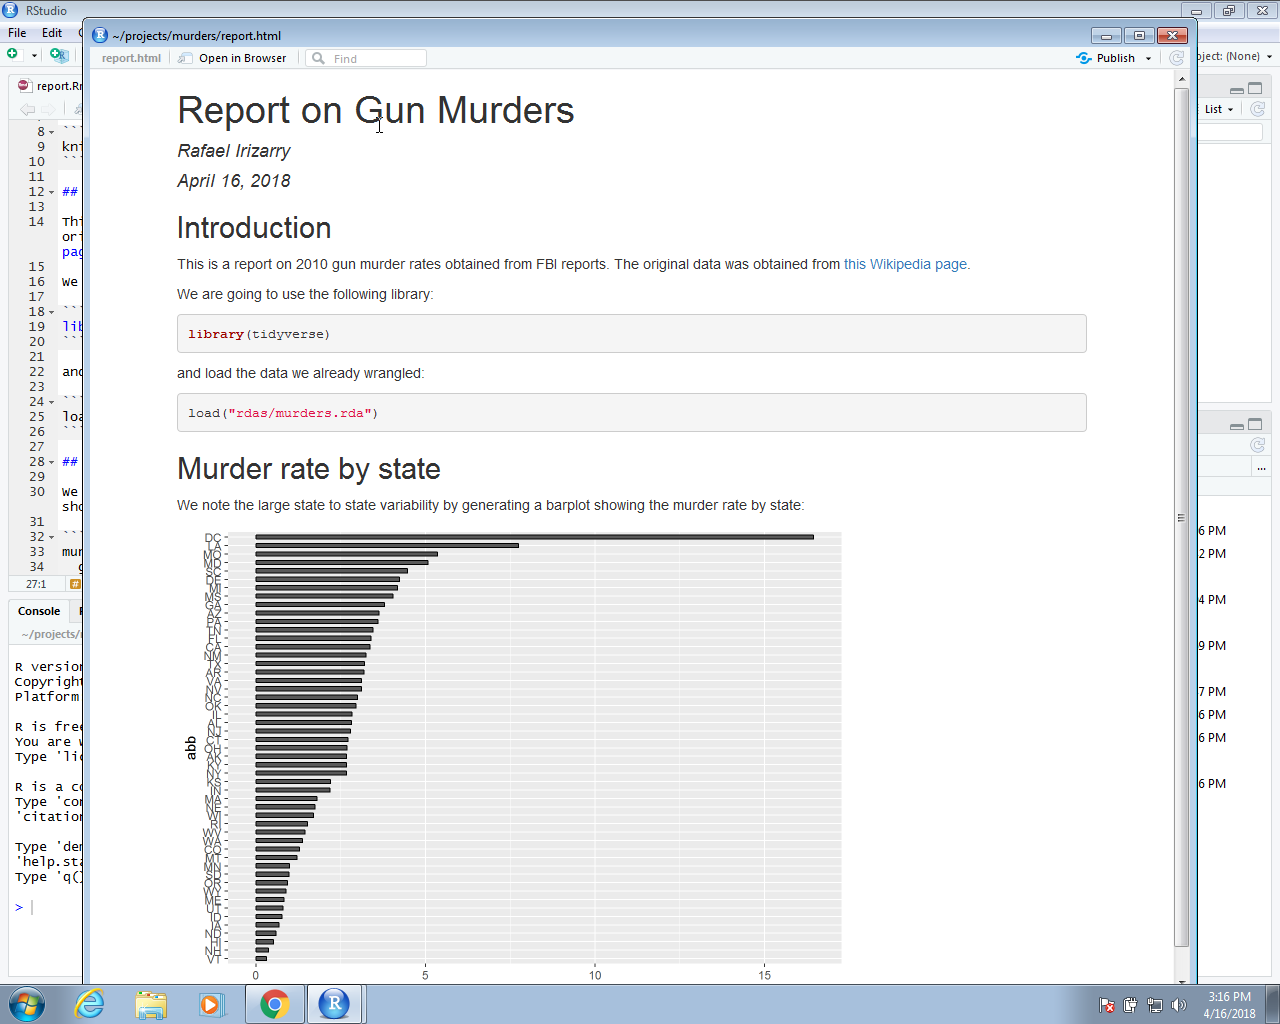 RStudio
File Edit
~/projects/murders/report.html
report.html Open in Browser Find Publish
oject: (None)
report.Rm
List
Report on Gun Murders
Rafael Irizarry
April 16, 2018
Introduction
This is a report on 2010 gun murder rates obtained from FBI reports. The original data was obtained from this Wikipedia page.
We are going to use the following library:
library(tidyverse)
and load the data we already wrangled:
load("rdas/murders.rda")
Murder rate by state
We note the large state to state variability by generating a barplot showing the murder rate by state:
DC
LA
MO
MD
SC
DE
MI
MS
GA
AZ
PA
TN
FL
CA
NM
TX
AR
VA
NV
NC
OK
IL
AL
NJ
CT
OH
AK
KY
NY
KS
IN
MA
NE
WI
RI
WV
WA
CO
MT
MN
SD
OR
WY
ME
UT
ID
IA
ND
HI
NH
VT
abb
0 5 10 15
8 ```
9 kni
10 ```
11
12 ##
13
14 Thi
ori
pag
15
16 We
17
18 ```
19 lib
20 ```
21
22 and
23
24 ```
25 loa
26 ```
27
28 ##
29
30 We
sho
31
32 ```
33 mur
34 g
27:1 #
Console
~/projects/
R version
Copyright
Platform
R is free
You are w
Type 'lic
R is a co
Type 'con
'citation
Type 'dem
'help.sta
Type 'q()
>
...
6 PM
2 PM
4 PM
9 PM
7 PM
6 PM
6 PM
6 PM
3:16 PM
4/16/2018